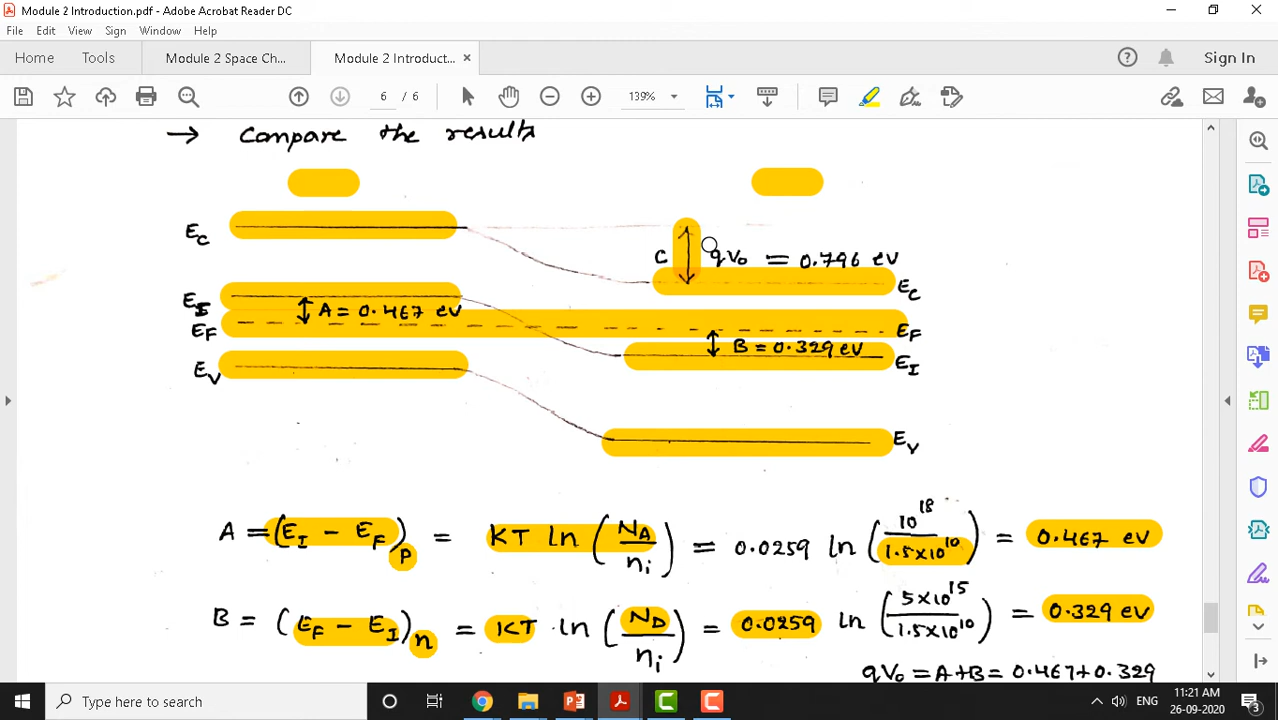 Module 2 Introduction.pdf - Adobe Acrobat Reader DC
File Edit View Sign Window Help
Home Tools Module 2 Space Ch... Module 2 Introduct... × Sign In
6 / 6 139%
→ Compare the results
EC
C qV₀ = 0.796 eV
EC
EI A = 0.467 eV
EF EF
B = 0.329 eV
EI
EV
EV
A = (EI - EF)P = KT ln (NA/ni) = 0.0259 ln (10^18/1.5×10^10) = 0.467 eV
B = (EF - EI)n = KT ln (ND/ni) = 0.0259 ln (5×10^15/1.5×10^10) = 0.329 eV
qV₀ = A+B = 0.467+0.329
Type here to search
ENG
11:21 AM
26-09-2020
3